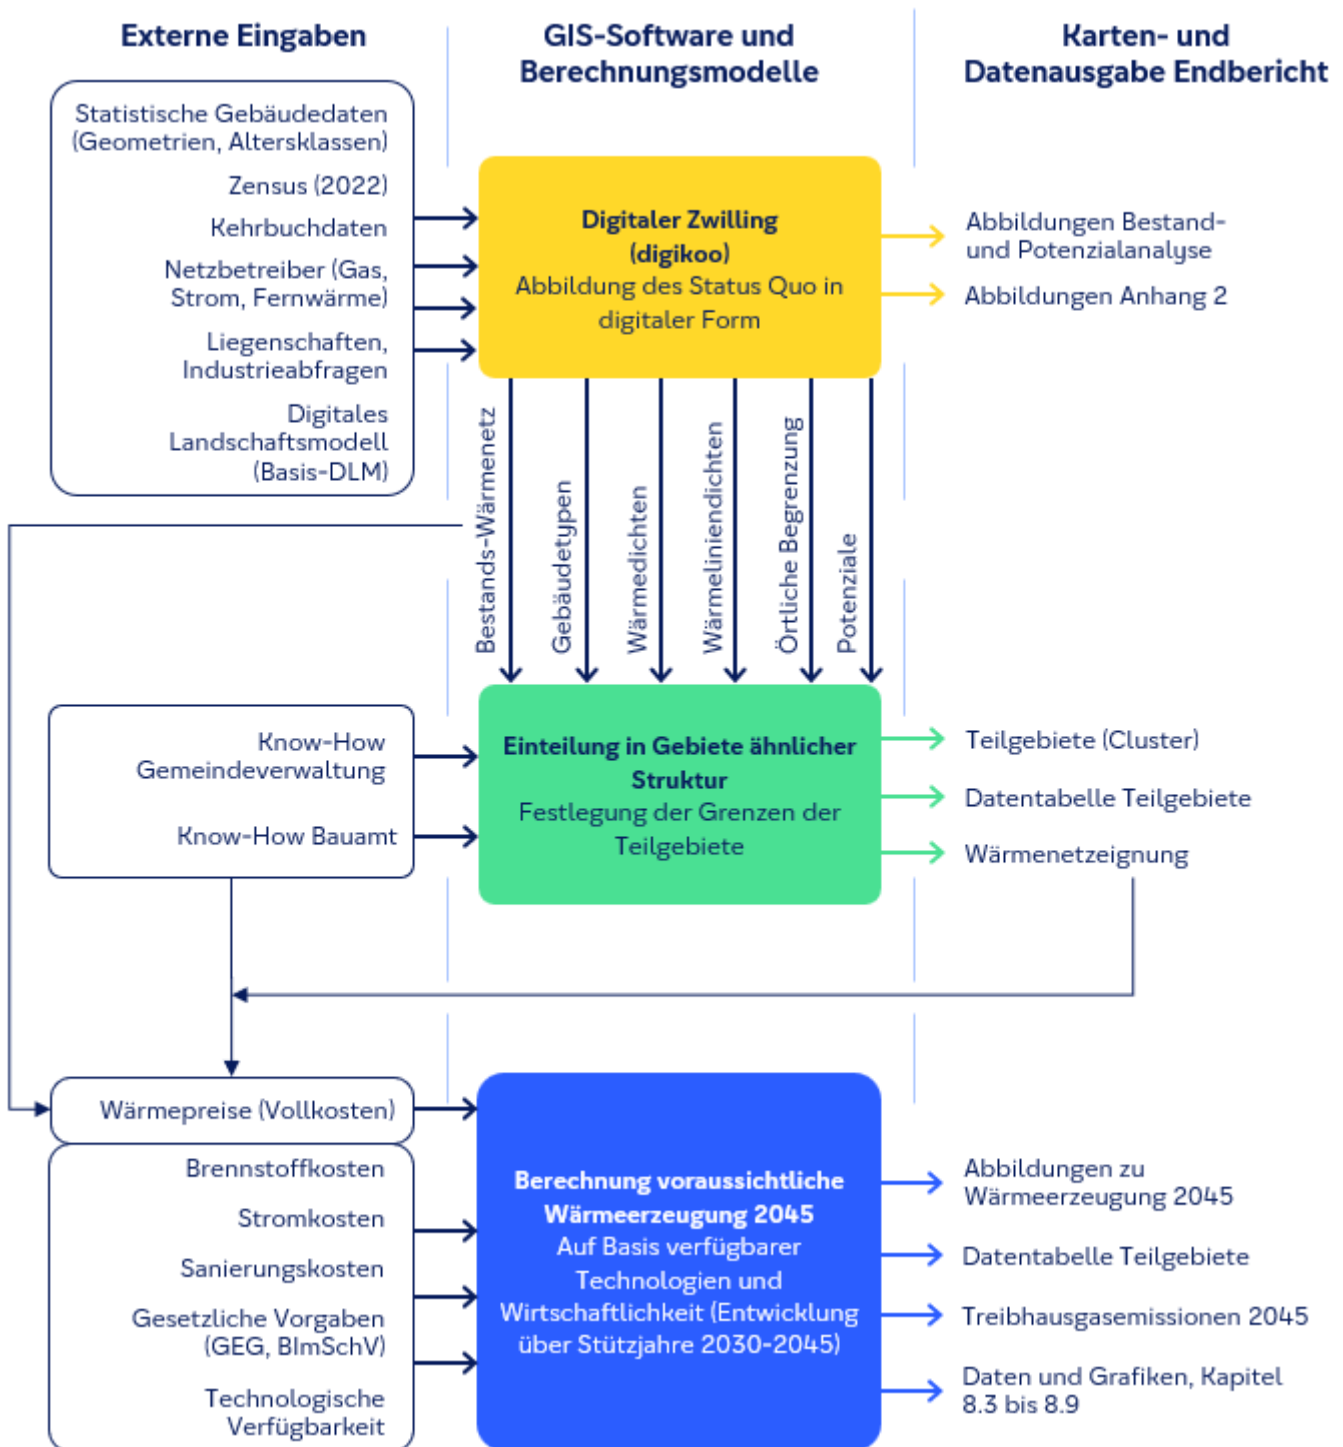 Externe Eingaben
GIS-Software und
Berechnungsmodelle
Karten- und
Datenausgabe Endbericht
Statistische Gebäudedaten
(Geometrien, Altersklassen)
Zensus (2022)
Kehrbuchdaten
Netzbetreiber (Gas,
Strom, Fernwärme)
Liegenschaften,
Industrieabfragen
Digitales
Landschaftsmodell
(Basis-DLM)
Digitaler Zwilling
(digikoo)
Abbildung des Status Quo in
digitaler Form
Abbildungen Bestand-
und Potenzialanalyse
Abbildungen Anhang 2
Bestands-Wärmenetz
Gebäudetypen
Wärmedichten
Wärmeliniendichten
Örtliche Begrenzung
Potenziale
Know-How
Gemeindeverwaltung
Know-How Bauamt
Einteilung in Gebiete ähnlicher
Struktur
Festlegung der Grenzen der
Teilgebiete
Teilgebiete (Cluster)
Datentabelle Teilgebiete
Wärmenetzeignung
Wärmepreise (Vollkosten)
Brennstoffkosten
Stromkosten
Sanierungskosten
Gesetzliche Vorgaben
(GEG, BImSchV)
Technologische
Verfügbarkeit
Berechnung voraussichtliche
Wärmeerzeugung 2045
Auf Basis verfügbarer
Technologien und
Wirtschaftlichkeit (Entwicklung
über Stützjahre 2030-2045)
Abbildungen zu
Wärmeerzeugung 2045
Datentabelle Teilgebiete
Treibhausgasemissionen 2045
Daten und Grafiken, Kapitel
8.3 bis 8.9